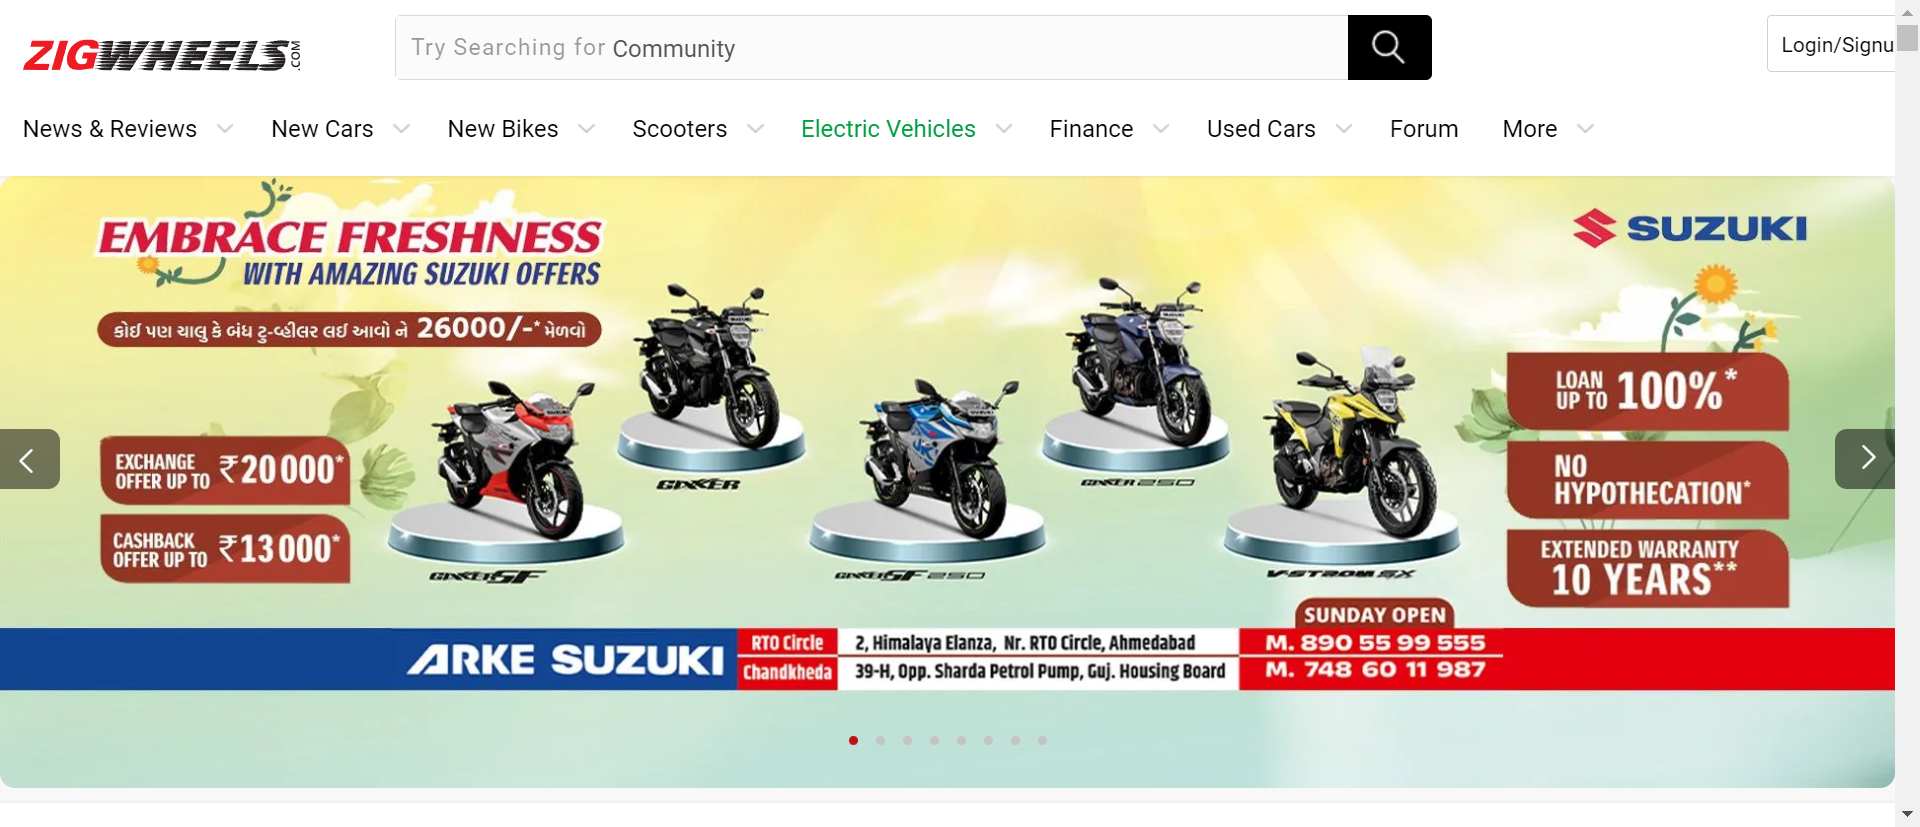 ZIGWHEELS.COM
Try Searching for Community
Login/Signu
News & Reviews New Cars New Bikes Scooters Electric Vehicles Finance Used Cars Forum More
EMBRACE FRESHNESS
WITH AMAZING SUZUKI OFFERS
SUZUKI
કોઈ પણ ચાલુ કે બંધ ટુ-વ્હીલર લઈ આવો ને 26000/-* મેળવો
EXCHANGE
OFFER UP TO ₹20000*
CASHBACK
OFFER UP TO ₹13000*
GIXXER
GIXXER 250
GIXXER SF
GIXXER SF 250
V-STROM SX
LOAN
UP TO 100%*
NO
HYPOTHECATION*
EXTENDED WARRANTY
10 YEARS**
SUNDAY OPEN
ARKE SUZUKI
RTO Circle 2, Himalaya Elanza, Nr. RTO Circle, Ahmedabad M. 890 55 99 555
Chandkheda 39-H, Opp. Sharda Petrol Pump, Guj. Housing Board M. 748 60 11 987